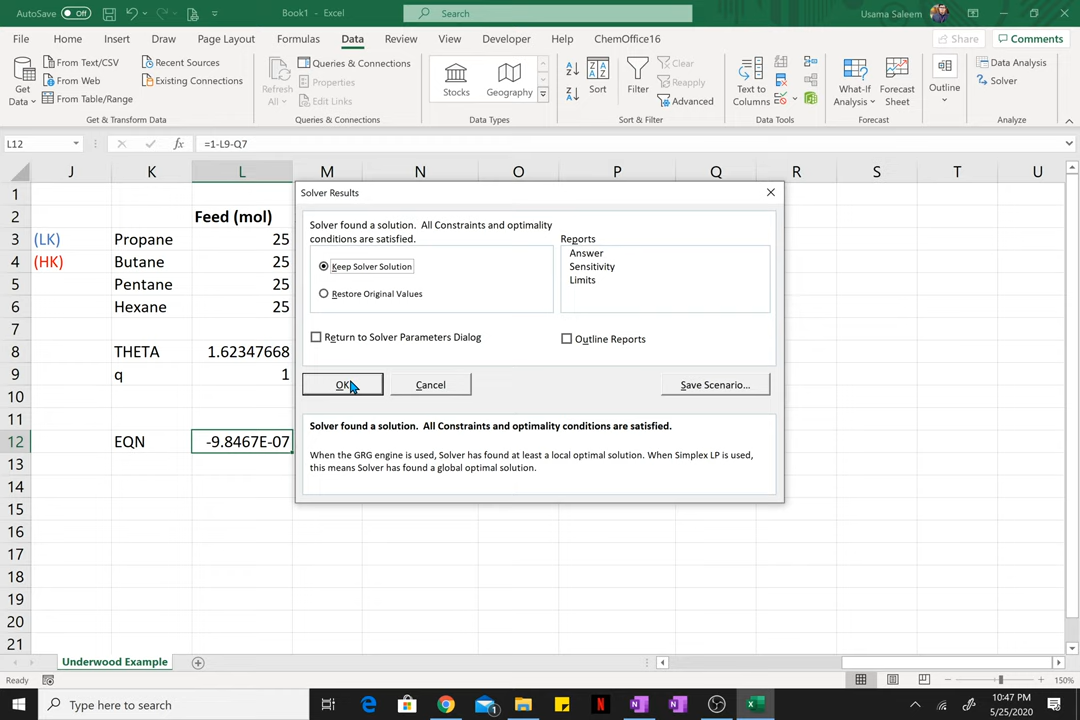 AutoSave Off Book1 - Excel Search Usama Saleem
File Home Insert Draw Page Layout Formulas Data Review View Developer Help ChemOffice16 Share Comments
From Text/CSV Recent Sources Queries & Connections Clear Data Analysis
From Web Existing Connections Properties Reapply Solver
From Table/Range Edit Links Advanced
Get Data Refresh All Stocks Geography Sort Filter Text to Columns What-If Analysis Forecast Sheet Outline
Get & Transform Data Queries & Connections Data Types Sort & Filter Data Tools Forecast Analyze
L12 fx =1-L9-Q7
J K L M N O P Q R S T U
1
2 Feed (mol)
3 (LK) Propane 25
4 (HK) Butane 25
5 Pentane 25
6 Hexane 25
7
8 THETA 1.62347668
9 q 1
10
11
12 EQN -9.8467E-07
13
14
15
16
17
18
19
20
21
Solver Results
Solver found a solution. All Constraints and optimality
conditions are satisfied.
Reports
Answer
Sensitivity
Limits
Keep Solver Solution
Restore Original Values
Return to Solver Parameters Dialog
Outline Reports
OK Cancel Save Scenario...
Solver found a solution. All Constraints and optimality conditions are satisfied.
When the GRG engine is used, Solver has found at least a local optimal solution. When Simplex LP is used,
this means Solver has found a global optimal solution.
Underwood Example
Ready 150%
Type here to search 1 10:47 PM
5/25/2020